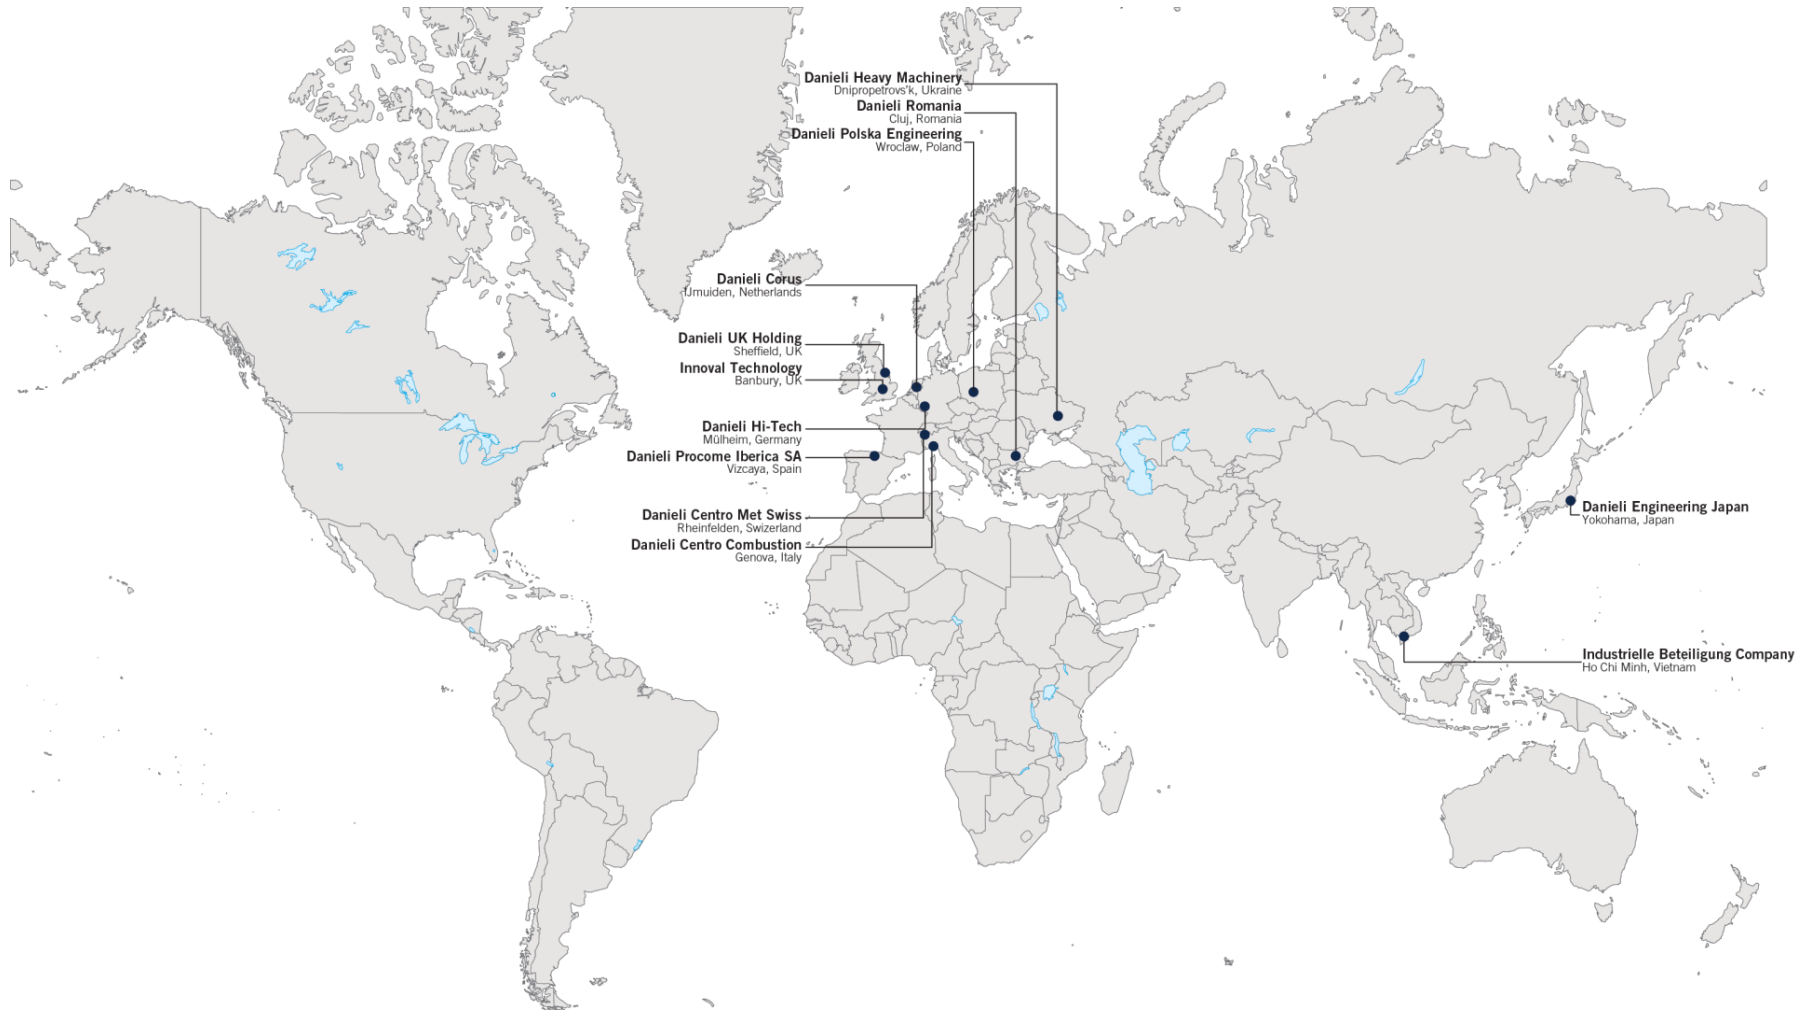 Danieli Heavy Machinery
Dnipropetrovs'k, Ukraine
Danieli Romania
Cluj, Romania
Danieli Polska Engineering
Wroclaw, Poland
Danieli Corus
IJmuiden, Netherlands
Danieli UK Holding
Sheffield, UK
Innoval Technology
Banbury, UK
Danieli Hi-Tech
Mülheim, Germany
Danieli Procome Iberica SA
Vizcaya, Spain
Danieli Centro Met Swiss
Rheinfelden, Swizerland
Danieli Centro Combustion
Genova, Italy
Danieli Engineering Japan
Yokohama, Japan
Industrielle Beteiligung Company
Ho Chi Minh, Vietnam